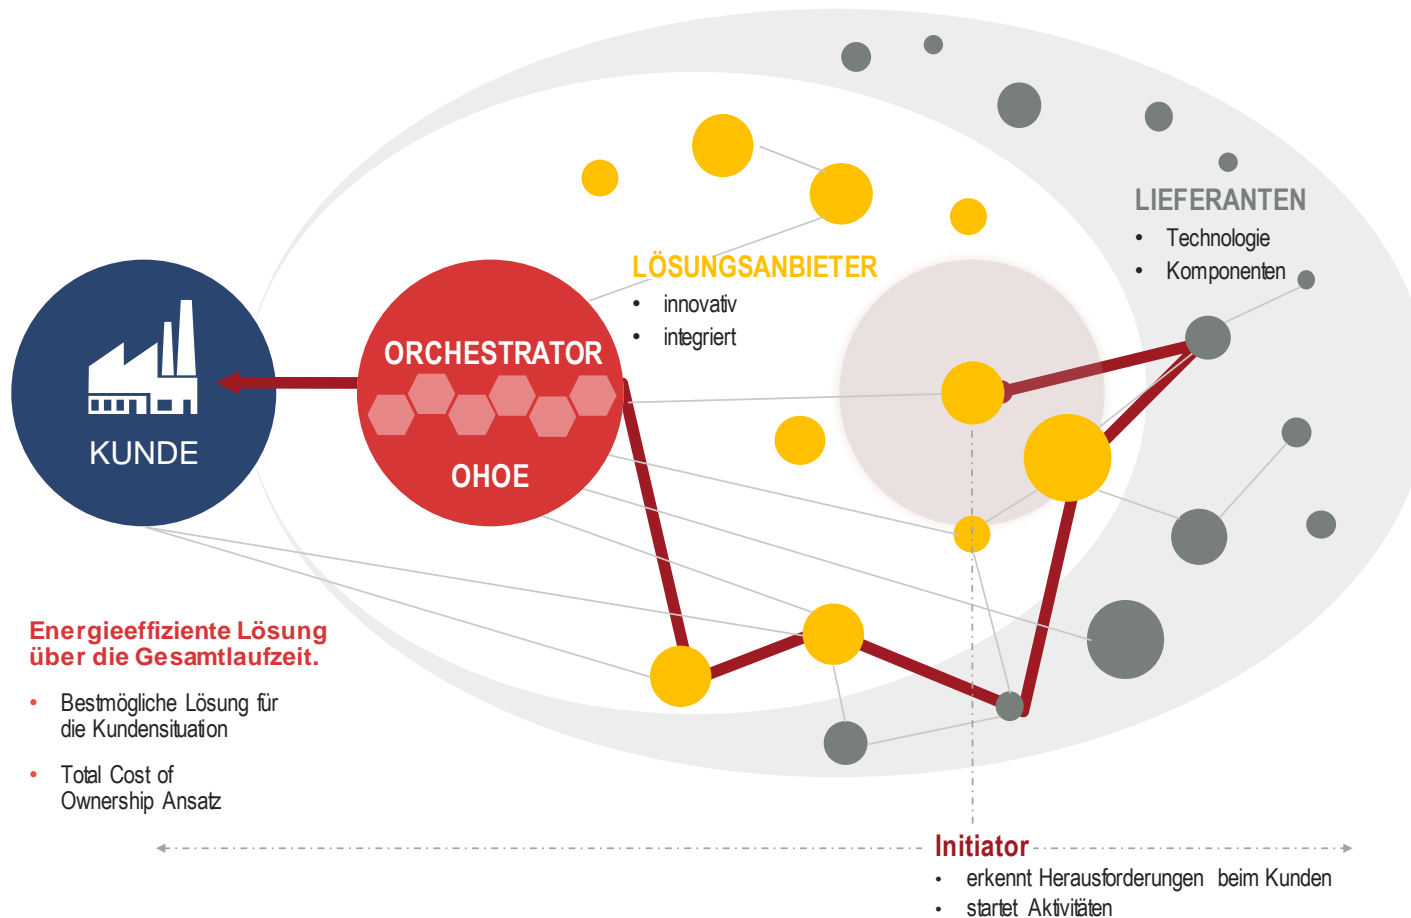 LIEFERANTEN
• Technologie
• Komponenten
LÖSUNGSANBIETER
• innovativ
• integriert
ORCHESTRATOR
OHOE
KUNDE
Energieeffiziente Lösung
über die Gesamtlaufzeit.
• Bestmögliche Lösung für
die Kundensituation
• Total Cost of
Ownership Ansatz
Initiator
• erkennt Herausforderungen beim Kunden
• startet Aktivitäten